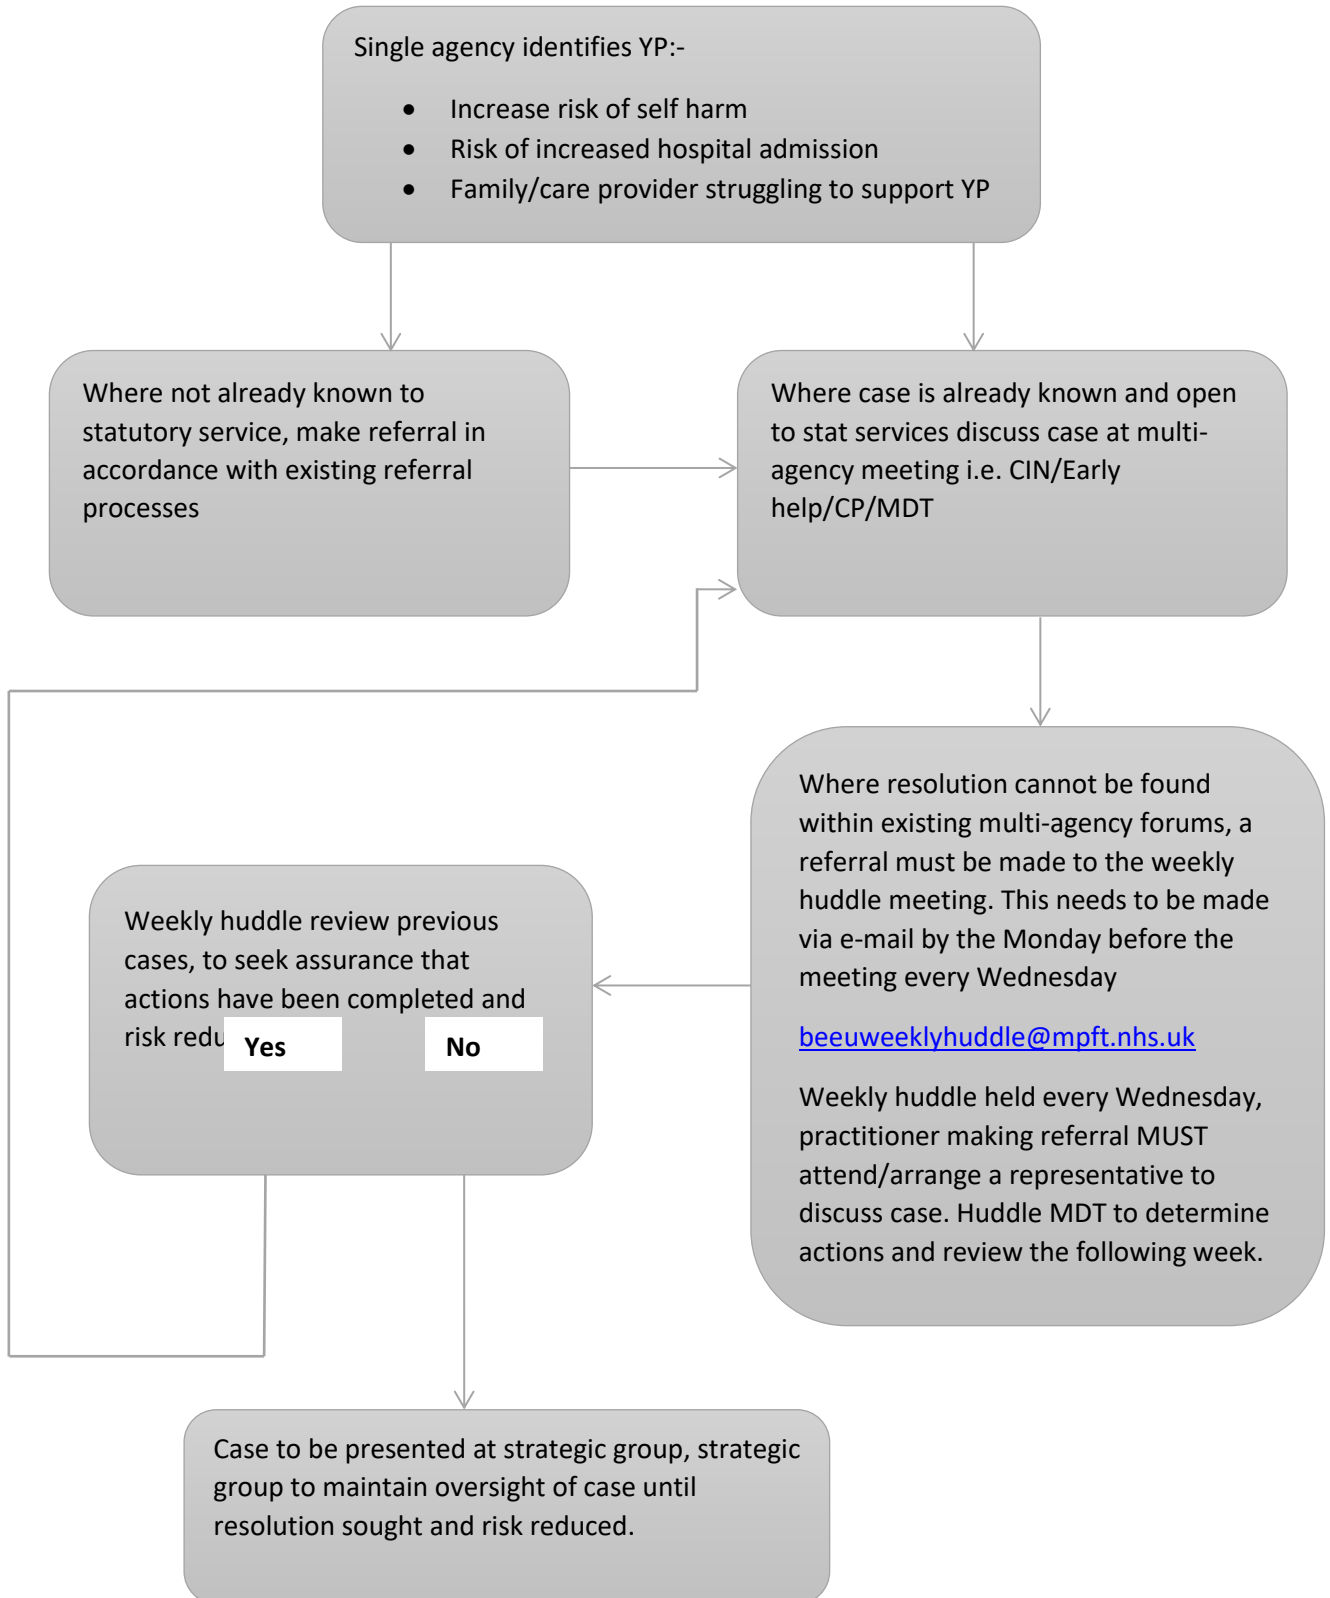 Single agency identifies YP:-
• Increase risk of self harm
• Risk of increased hospital admission
• Family/care provider struggling to support YP
Where not already known to
statutory service, make referral in
accordance with existing referral
processes
Where case is already known and open
to stat services discuss case at multi-
agency meeting i.e. CIN/Early
help/CP/MDT
Where resolution cannot be found
within existing multi-agency forums, a
referral must be made to the weekly
huddle meeting. This needs to be made
via e-mail by the Monday before the
meeting every Wednesday
beeuweeklyhuddle@mpft.nhs.uk
Weekly huddle held every Wednesday,
practitioner making referral MUST
attend/arrange a representative to
discuss case. Huddle MDT to determine
actions and review the following week.
Weekly huddle review previous
cases, to seek assurance that
actions have been completed and
risk redu
Yes
No
Case to be presented at strategic group, strategic
group to maintain oversight of case until
resolution sought and risk reduced.